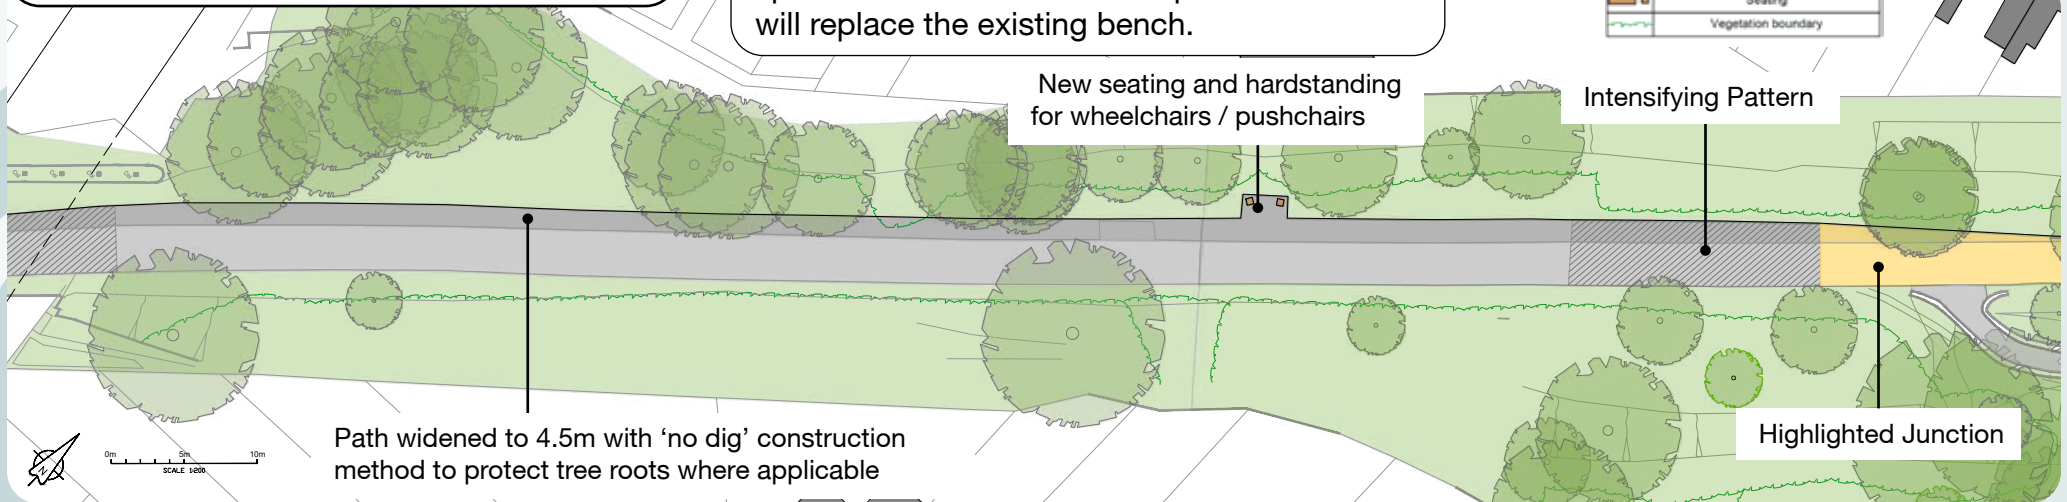 will replace the existing bench.
Seating
Vegetation boundary
New seating and hardstanding
for wheelchairs / pushchairs
Intensifying Pattern
Path widened to 4.5m with ‘no dig’ construction
method to protect tree roots where applicable
Highlighted Junction
N
0m 5m 10m
SCALE 1:200